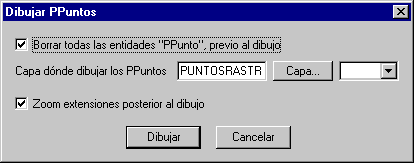 Dibujar PPuntos
Borrar todas las entidades "PPunto", previo al dibujo
Capa dónde dibujar los PPuntos PUNTOSRASTR Capa...
Zoom extensiones posterior al dibujo
Dibujar Cancelar